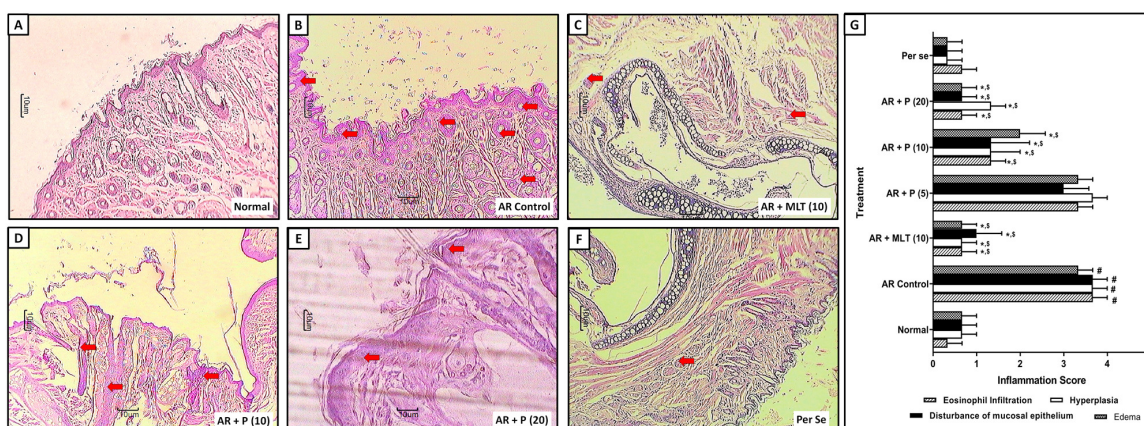 A
10um
Normal
B
10um
10um
AR Control
C
10um
AR + MLT (10)
D
10um
10um
AR + P (10)
E
10um
10um
AR + P (20)
F
10um
Per Se
G
Treatment
Per se
AR + P (20)
*,$
*,$
*,$
*,$
AR + P (10)
*,$
*,$
*,$
*,$
AR + P (5)
AR + MLT (10)
*,$
*,$
*,$
*,$
AR Control
#
#
#
#
Normal
0 1 2 3 4
Inflammation Score
Eosinophil Infiltration Hyperplasia
Disturbance of mucosal epithelium Edema